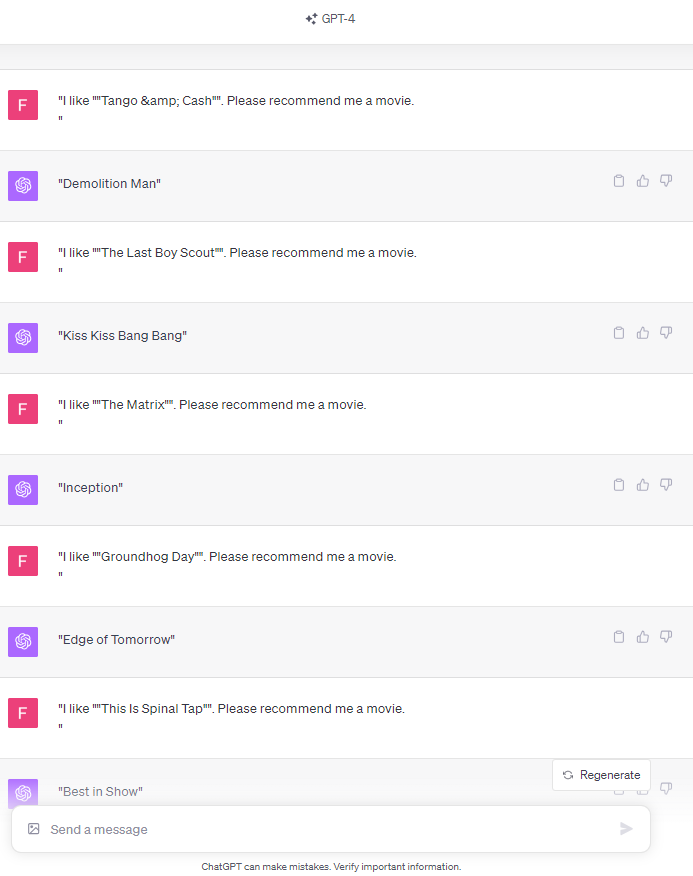 GPT-4
F
"I like ""Tango &amp; Cash"". Please recommend me a movie.
"
"Demolition Man"
F
"I like ""The Last Boy Scout"". Please recommend me a movie.
"
"Kiss Kiss Bang Bang"
F
"I like ""The Matrix"". Please recommend me a movie.
"
"Inception"
F
"I like ""Groundhog Day"". Please recommend me a movie.
"
"Edge of Tomorrow"
F
"I like ""This Is Spinal Tap"". Please recommend me a movie.
"
Regenerate
"Best in Show"
Send a message
ChatGPT can make mistakes. Verify important information.